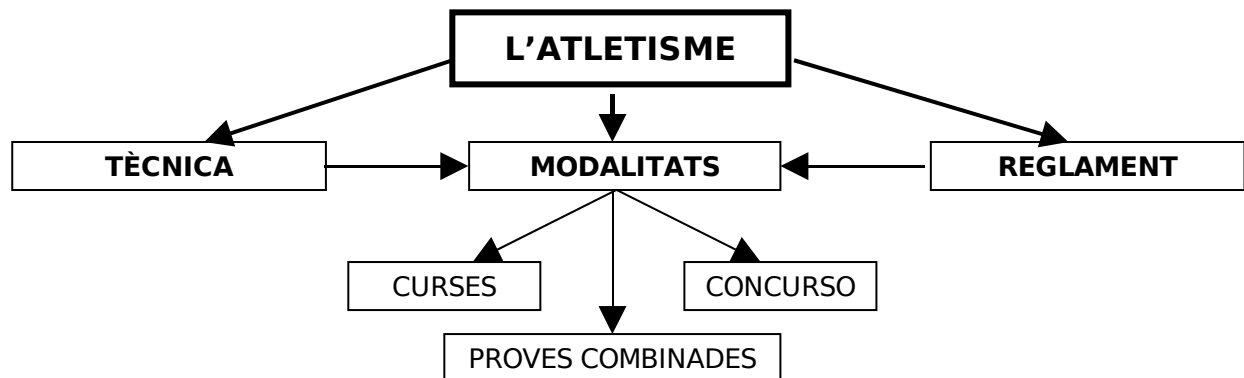 L’ATLETISME
TÈCNICA
MODALITATS
REGLAMENT
CURSES
CONCURSO
PROVES COMBINADES